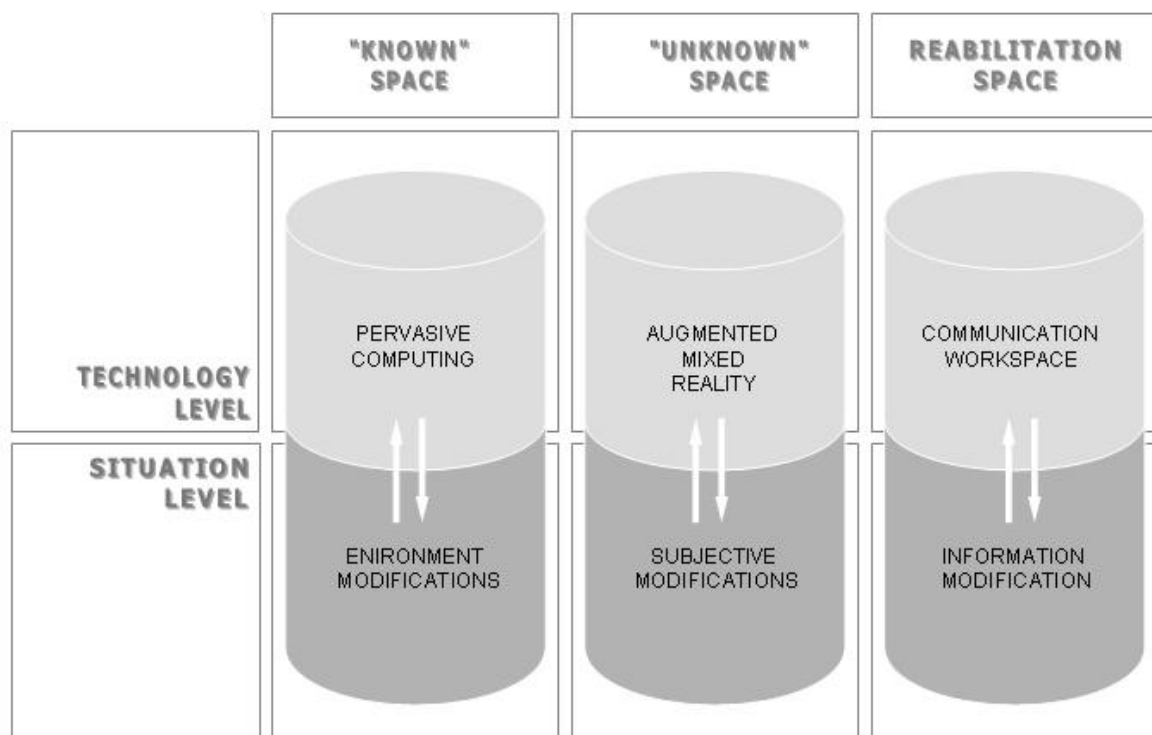 "KNOWN"
SPACE
"UNKNOWN"
SPACE
REABILITATION
SPACE
TECHNOLOGY
LEVEL
PERVASIVE
COMPUTING
AUGMENTED
MIXED
REALITY
COMMUNICATION
WORKSPACE
SITUATION
LEVEL
ENIRONMENT
MODIFICATIONS
SUBJECTIVE
MODIFICATIONS
INFORMATION
MODIFICATION